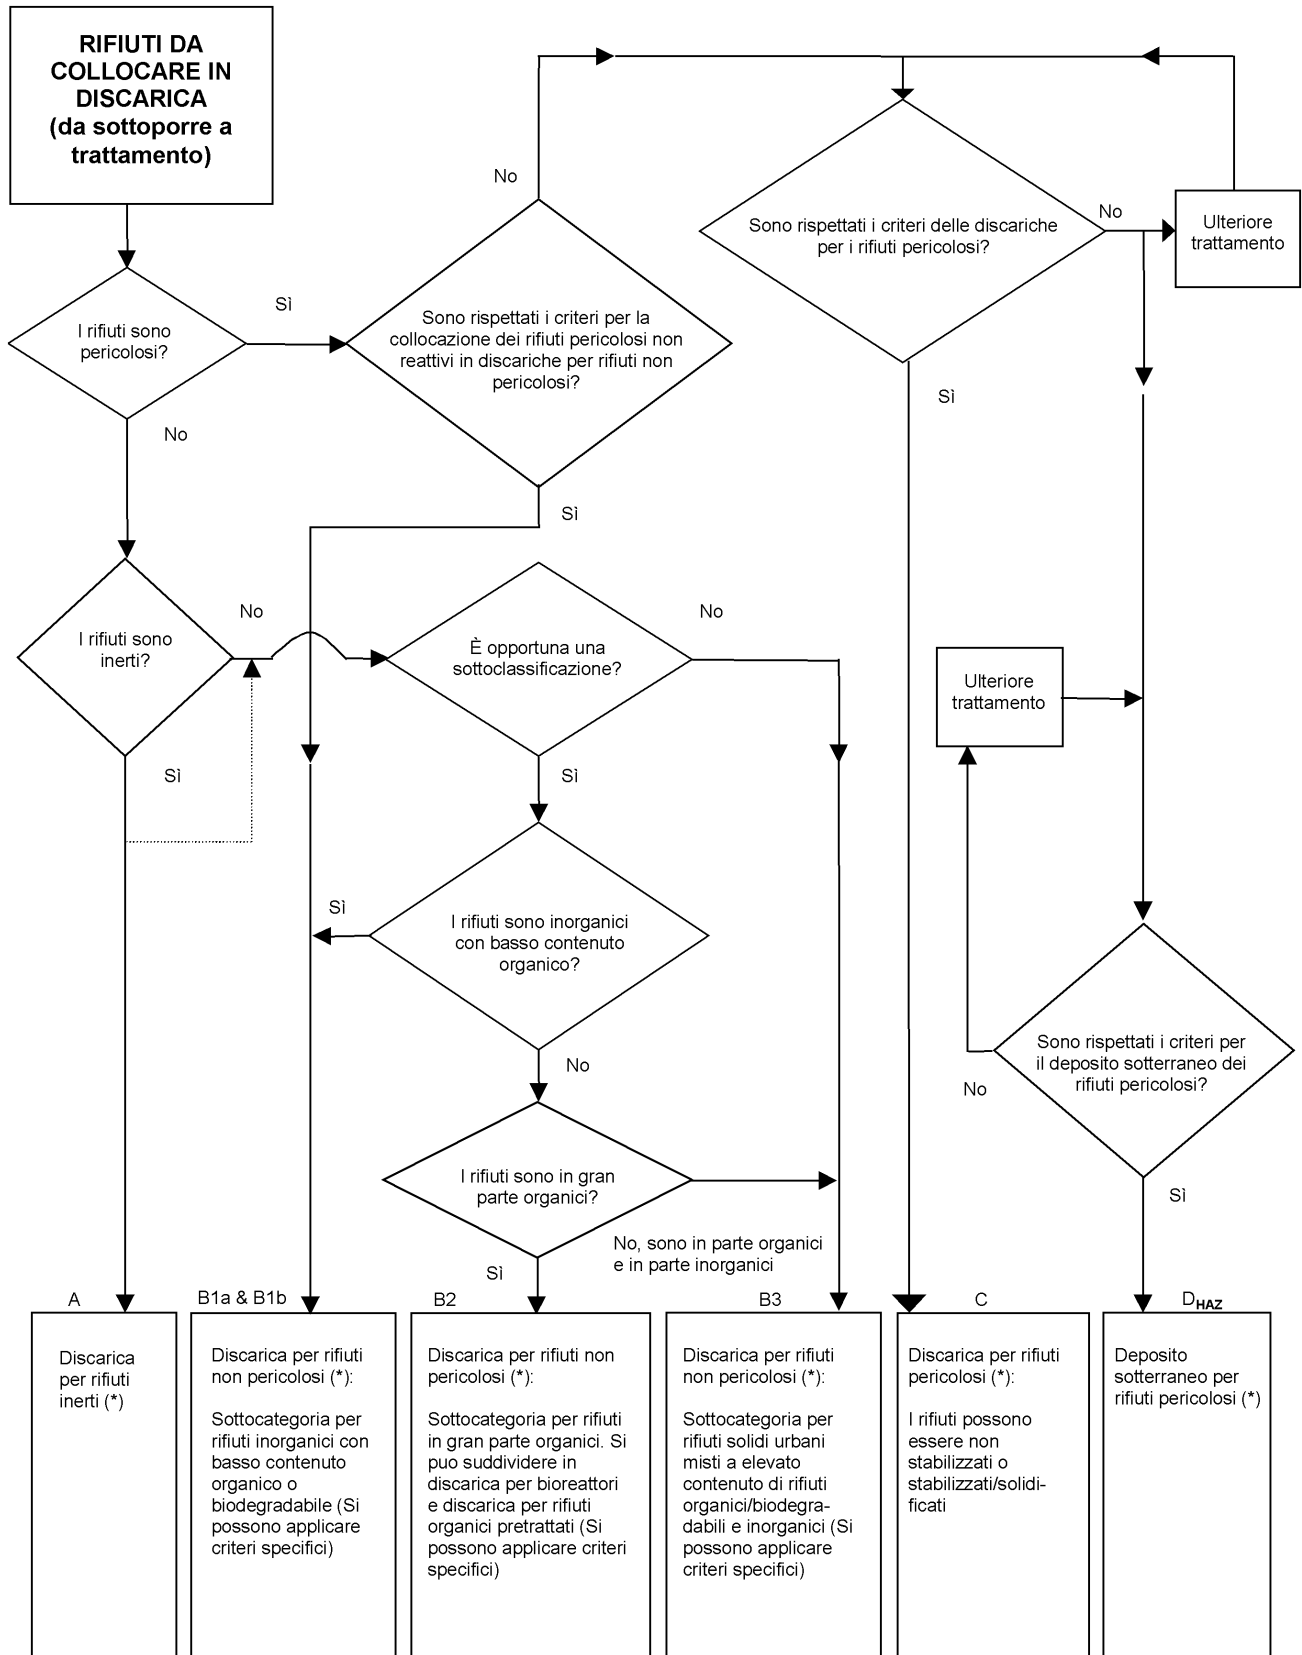 RIFIUTI DA
COLLOCARE IN
DISCARICA
(da sottoporre a
trattamento)
No
Sono rispettati i criteri delle discariche
per i rifiuti pericolosi?
No
Ulteriore
trattamento
Sì
I rifiuti sono
pericolosi?
Sono rispettati i criteri per la
collocazione dei rifiuti pericolosi non
reattivi in discariche per rifiuti non
pericolosi?
Sì
No
Sì
No
I rifiuti sono
inerti?
È opportuna una
sottoclassificazione?
No
Ulteriore
trattamento
Sì
Sì
Sì
I rifiuti sono inorganici
con basso contenuto
organico?
No
Sono rispettati i criteri per
il deposito sotterraneo dei
rifiuti pericolosi?
No
I rifiuti sono in gran
parte organici?
Sì
No, sono in parte organici
e in parte inorganici
Sì
A
B1a & B1b
B2
B3
C
DHAZ
Discarica
per rifiuti
inerti (*)
Discarica per rifiuti
non pericolosi (*):
Sottocategoria per
rifiuti inorganici con
basso contenuto
organico o
biodegradabile (Si
possono applicare
criteri specifici)
Discarica per rifiuti non
pericolosi (*):
Sottocategoria per rifiuti
in gran parte organici. Si
puo suddividere in
discarica per bioreattori
e discarica per rifiuti
organici pretrattati (Si
possono applicare criteri
specifici)
Discarica per rifiuti
non pericolosi (*):
Sottocategoria per
rifiuti solidi urbani
misti a elevato
contenuto di rifiuti
organici/biodegra-
dabili e inorganici (Si
possono applicare
criteri specifici)
Discarica per rifiuti
pericolosi (*):
I rifiuti possono
essere non
stabilizzati o
stabilizzati/solidi-
ficati
Deposito
sotterraneo per
rifiuti pericolosi (*)